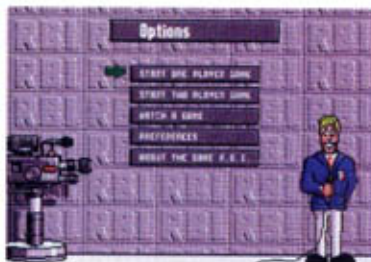 Options
START ONE PLAYER GAME
START TWO PLAYER GAME
WATCH A GAME
PREFERENCES
ABOUT THE GAME